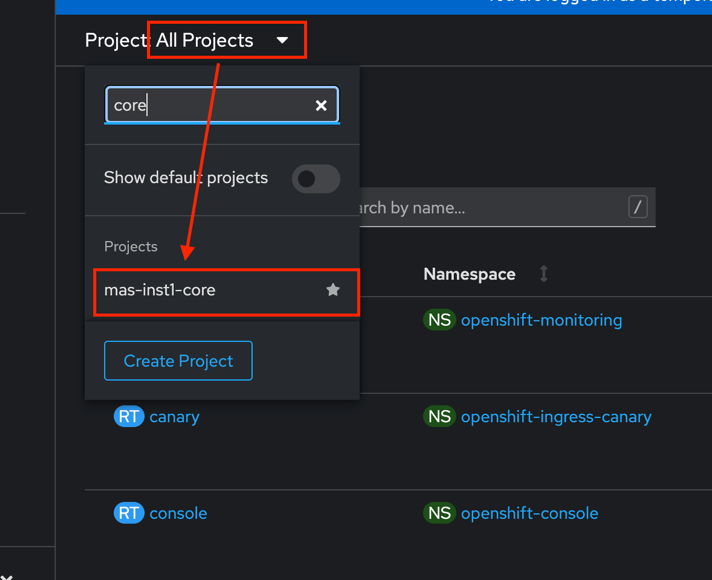 You are logged in as a tempor
Project: All Projects
core
Show default projects
arch by name...
/
Projects
Namespace
mas-inst1-core
NS openshift-monitoring
Create Project
RT canary
NS openshift-ingress-canary
RT console
NS openshift-console